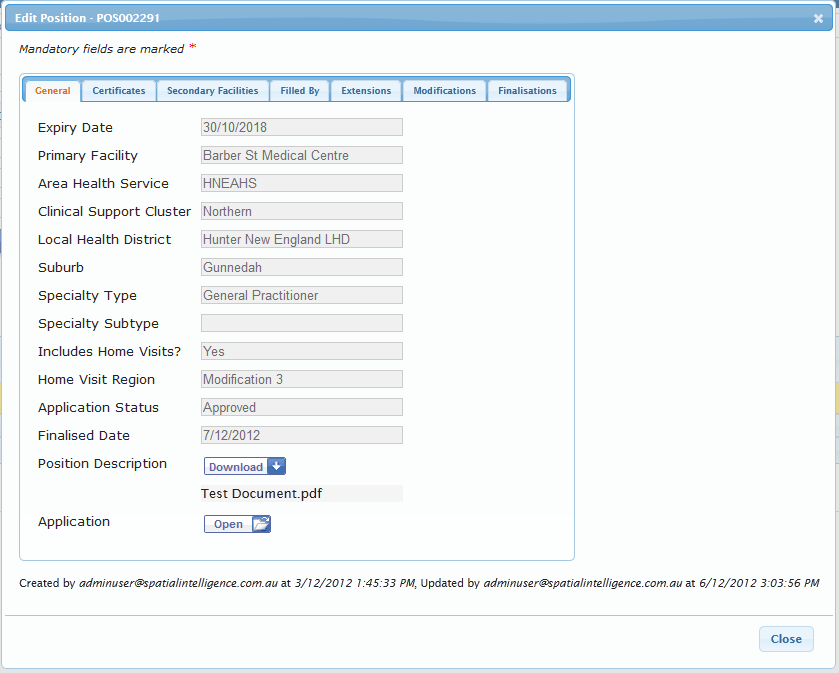 Edit Position - POS002291
Mandatory fields are marked *
General Certificates Secondary Facilities Filled By Extensions Modifications Finalisations
Expiry Date 30/10/2018
Primary Facility Barber St Medical Centre
Area Health Service HNEAHS
Clinical Support Cluster Northern
Local Health District Hunter New England LHD
Suburb Gunnedah
Specialty Type General Practitioner
Specialty Subtype
Includes Home Visits? Yes
Home Visit Region Modification 3
Application Status Approved
Finalised Date 7/12/2012
Position Description Download
Test Document.pdf
Application Open
Created by adminuser@spatialintelligence.com.au at 3/12/2012 1:45:33 PM, Updated by adminuser@spatialintelligence.com.au at 6/12/2012 3:03:56 PM
Close